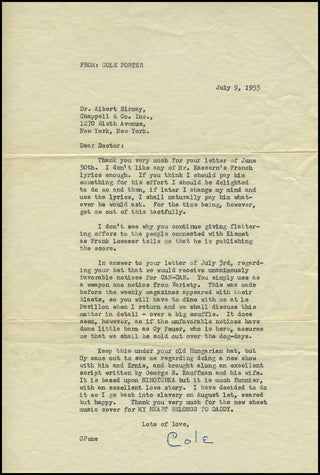 FROM: COLE PORTER
July 9, 1953
Dr. Albert Sirmay,
Chappell & Co. Inc.,
1270 Sixth Avenue,
New York, New York.
Dear Doctor:
Thank you very much for your letter of June
30th. I don't like any of Mr. Kassern's French
lyrics enough. If you think I should pay him
something for his effort I should be delighted
to do so and then, if later I change my mind and
use the lyrics, I shall naturally pay him what-
ever he would ask. For the time being, however,
get me out of this tactfully.
I don't see why you continue giving flatter-
ing offers to the people connected with Kismet
as Frank Loesser tells me that he is publishing
the score.
In answer to your letter of July 3rd, regard-
ing your bet that we would receive unanimously
favorable notices for CAN-CAN. You simply use as
a weapon one notice from Variety. This was made
before the weekly magazines appeared with their
blasts, so you will have to dine with me at Le
Pavillon when I return and we shall discuss this
matter in detail - over a big souffle. It does
seem, however, as if the unfavorable notices have
done little harm as Cy Feuer, who is here, assures
me that we shall be sold out over the dog-days.
Keep this under your old Hungarian hat, but
Cy came out to see me regarding doing a new show
with him and Ernie, and brought along an excellent
script written by George S. Kauffman and his wife.
It is based upon NINOTCHKA but it is much funnier,
with an excellent love story. I have decided to
do it so I go back into slavery on August 1st, scared
but happy. Thank you very much for the new sheet
music cover for MY HEART BELONGS TO DADDY.
Lots of love,
CP:mo
Cole